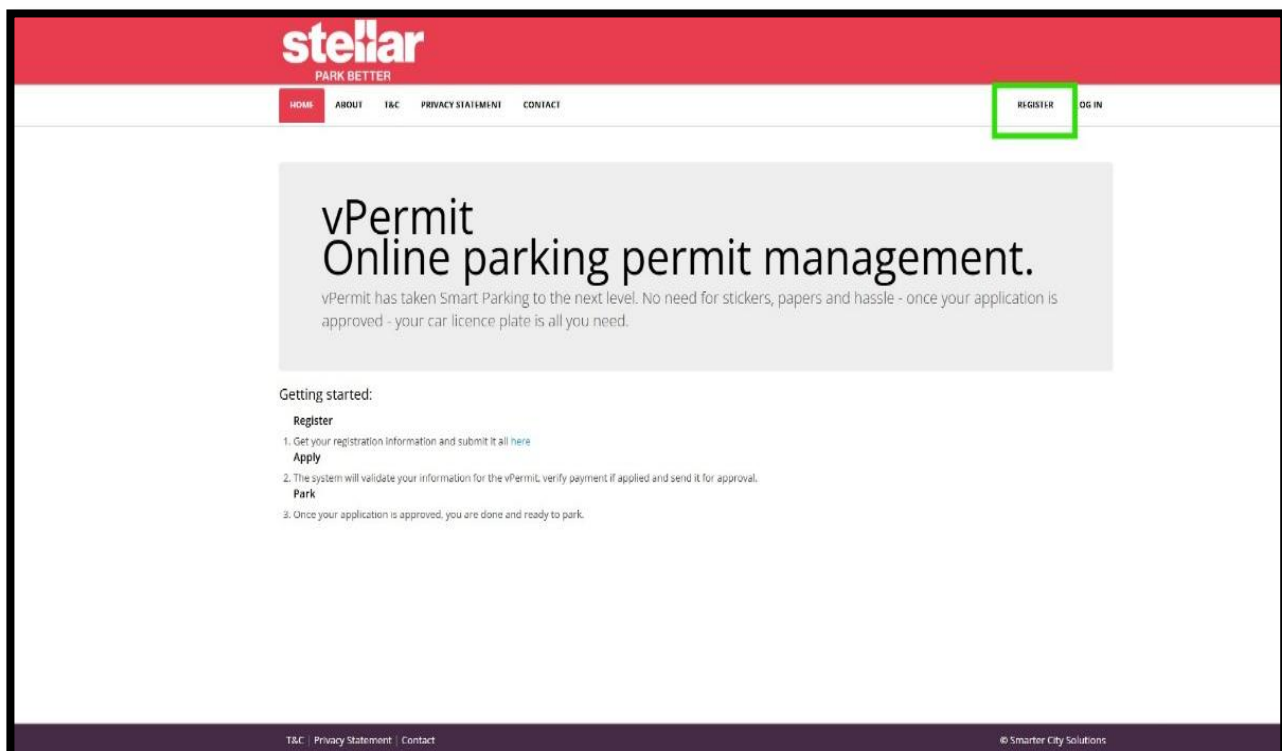 stellar
PARK BETTER
HOME ABOUT T&C PRIVACY STATEMENT CONTACT REGISTER OG IN
vPermit
Online parking permit management.
vPermit has taken Smart Parking to the next level. No need for stickers, papers and hassle - once your application is
approved - your car licence plate is all you need.
Getting started:
Register
1. Get your registration information and submit it all here
Apply
2. The system will validate your information for the vPermit, verify payment if applied and send it for approval.
Park
3. Once your application is approved, you are done and ready to park.
T&C | Privacy Statement | Contact © Smarter City Solutions